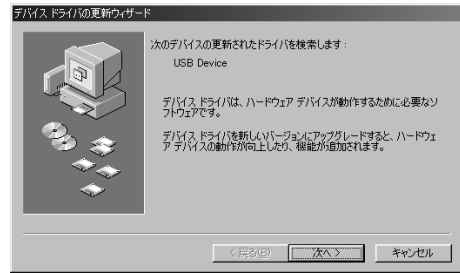 デバイス ドライバの更新ウィザード
次のデバイスの更新されたドライバを検索します:
USB Device
デバイス ドライバは、ハードウェア デバイスが動作するために必要なソ
フトウェアです。
デバイス ドライバを新しいバージョンにアップグレードすると、ハードウェ
ア デバイスの動作が向上したり、機能が追加されます。
< 戻る(B) 次へ > キャンセル